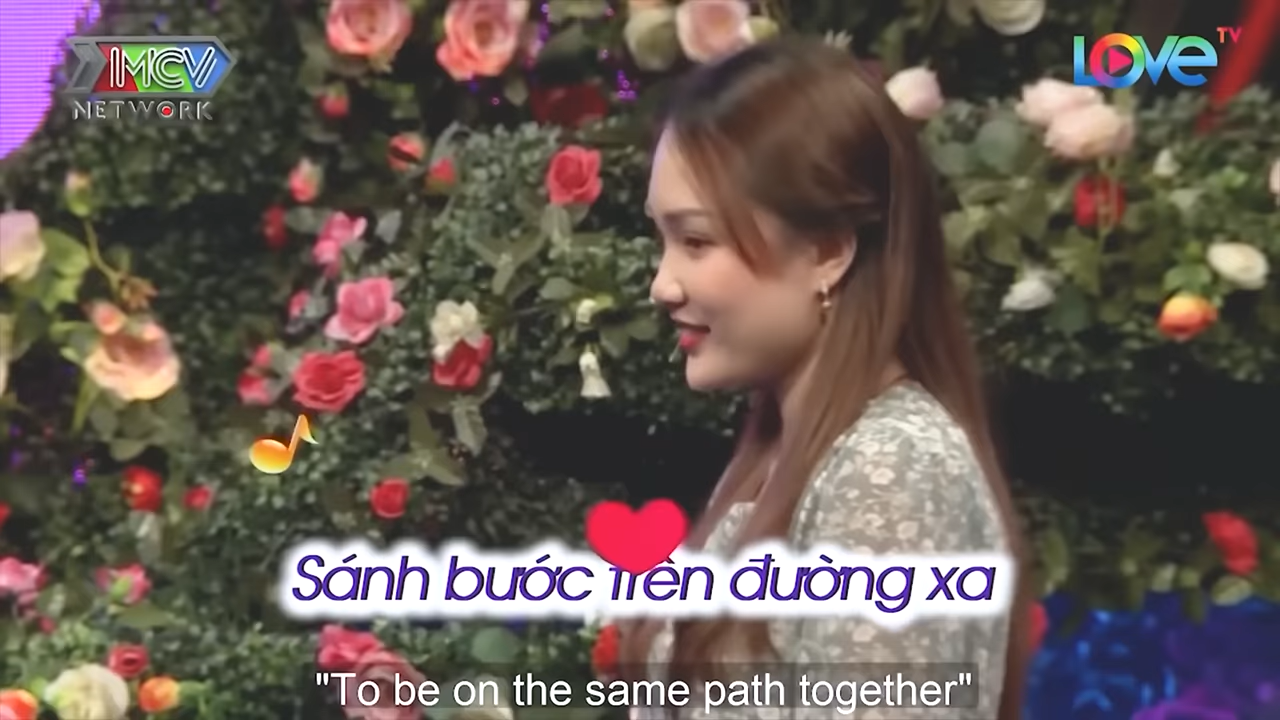 MCV
NETWORK
LOVE TV
Sánh bước trên đường xa
"To be on the same path together"